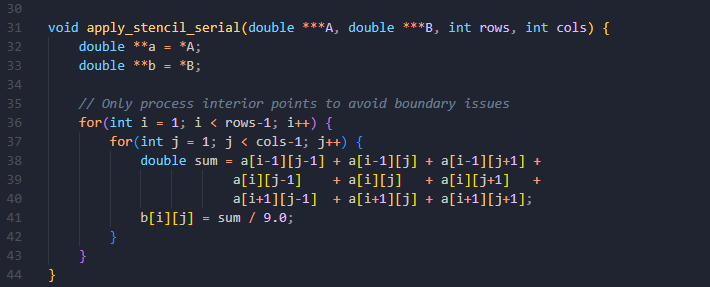 30
31 void apply_stencil_serial(double ***A, double ***B, int rows, int cols) {
32     double **a = *A;
33     double **b = *B;
34
35     // Only process interior points to avoid boundary issues
36     for(int i = 1; i < rows-1; i++) {
37         for(int j = 1; j < cols-1; j++) {
38             double sum = a[i-1][j-1] + a[i-1][j] + a[i-1][j+1] +
39                         a[i][j-1]    + a[i][j]   + a[i][j+1]   +
40                         a[i+1][j-1]  + a[i+1][j] + a[i+1][j+1];
41             b[i][j] = sum / 9.0;
42         }
43     }
44 }